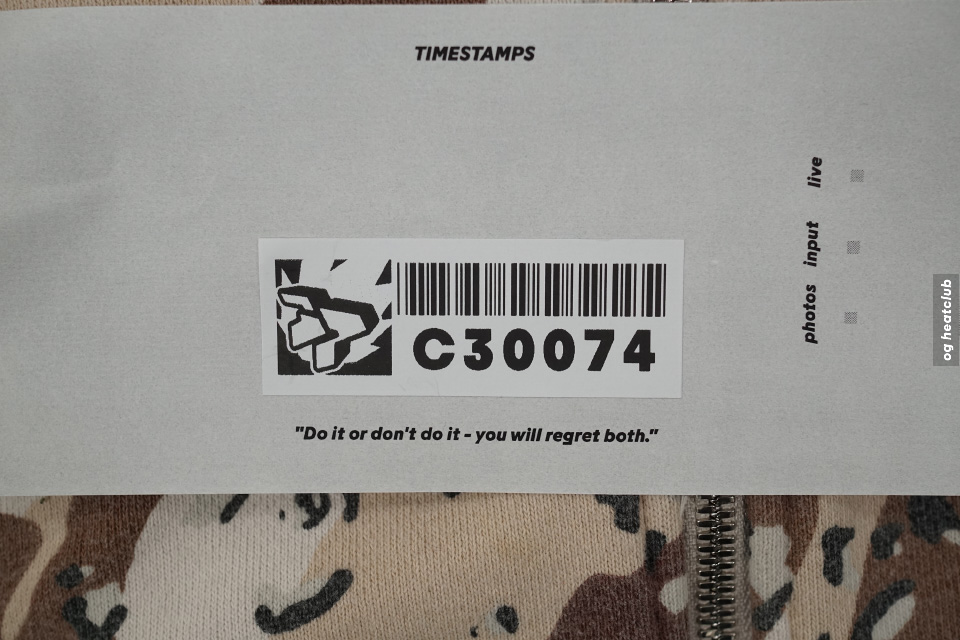 TIMESTAMPS
live
input
photos
C30074
"Do it or don't do it - you will regret both."
og heatclub